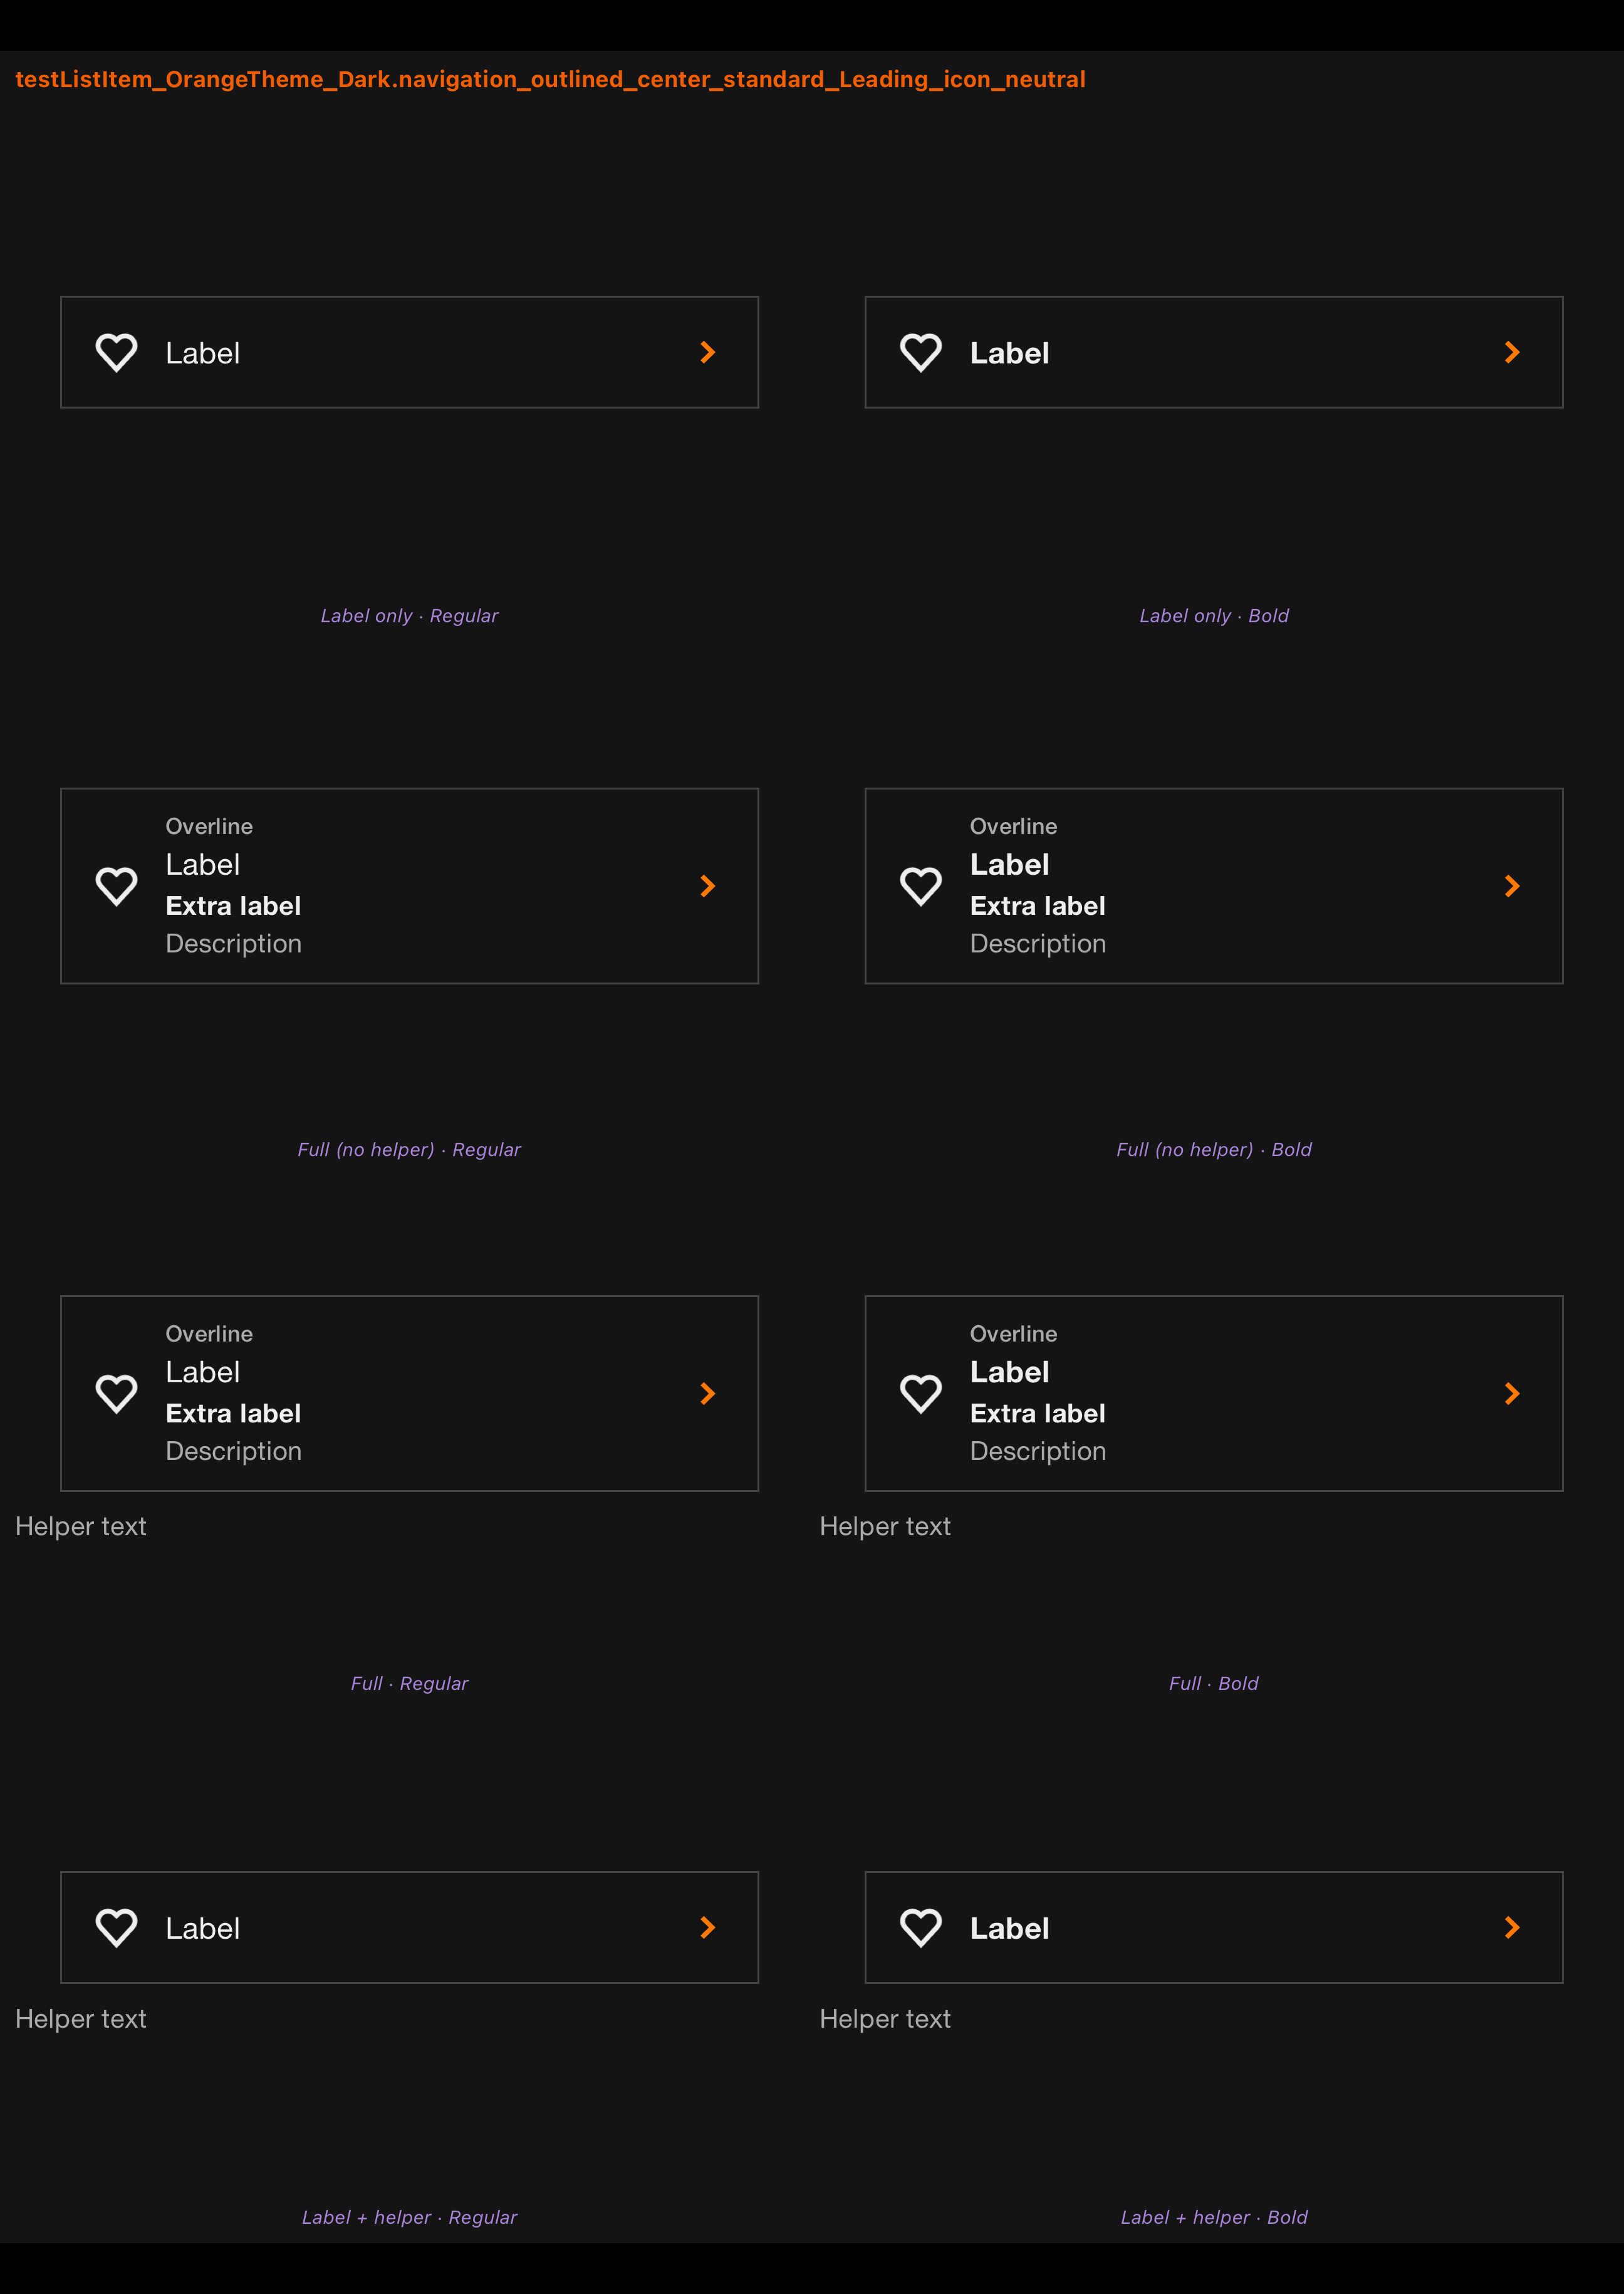 testListItem_OrangeTheme_Dark.navigation_outlined_center_standard_Leading_icon_neutral
Label
Label
Label only · Regular
Label only · Bold
Overline
Label
Extra label
Description
Overline
Label
Extra label
Description
Full (no helper) · Regular
Full (no helper) · Bold
Overline
Label
Extra label
Description
Helper text
Overline
Label
Extra label
Description
Helper text
Full · Regular
Full · Bold
Label
Helper text
Label
Helper text
Label + helper · Regular
Label + helper · Bold